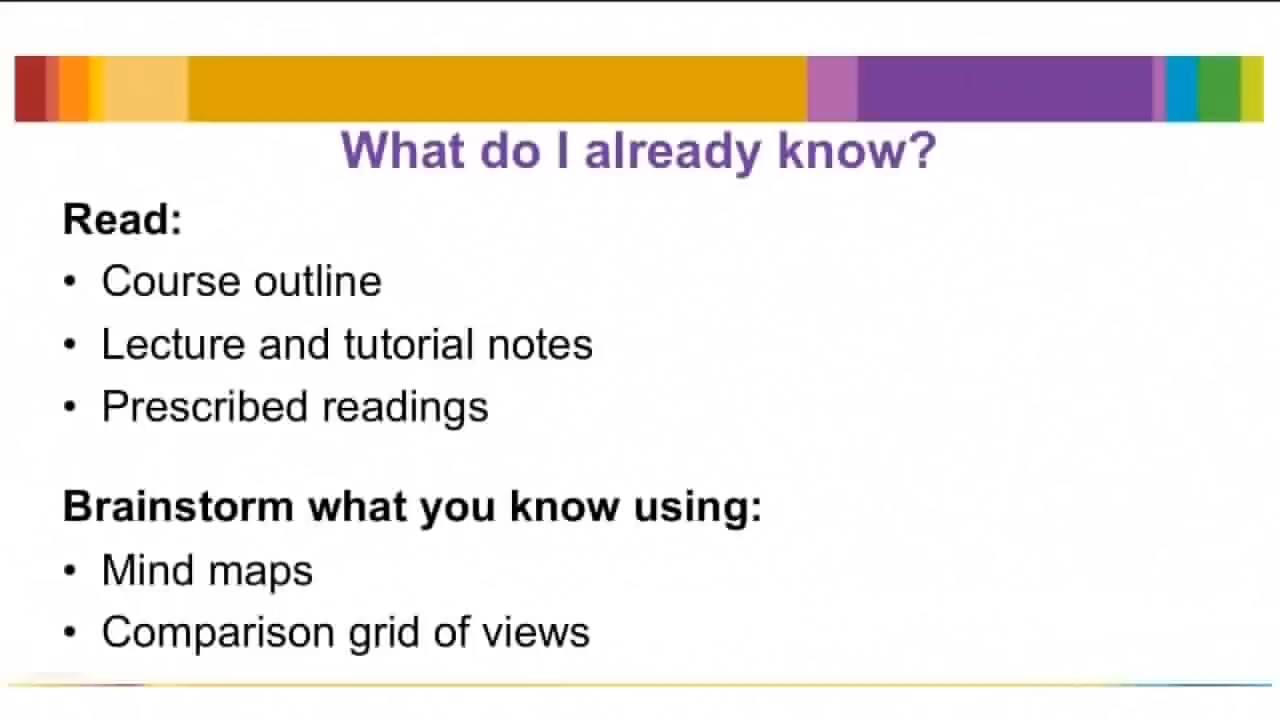 What do I already know?
Read:
• Course outline
• Lecture and tutorial notes
• Prescribed readings
Brainstorm what you know using:
• Mind maps
• Comparison grid of views